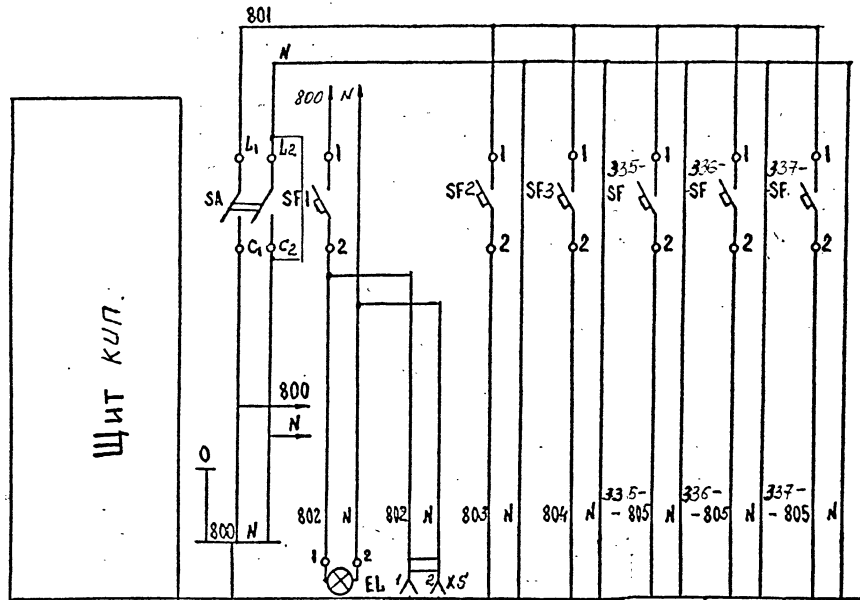 801
N
800 N
L1 L2 1 1 1 1 1 1
335- 336- 337-
SA SF1 SF2 SF3 SF -SF -SF
C1 C2 2 2 2 2 2 2
Щит КИП.
800
N
0
335- 336- 337-
800 N 802 N 802 N 803 N 804 N -805 N -805 N -805 N
1 2 EL 1 2 XS